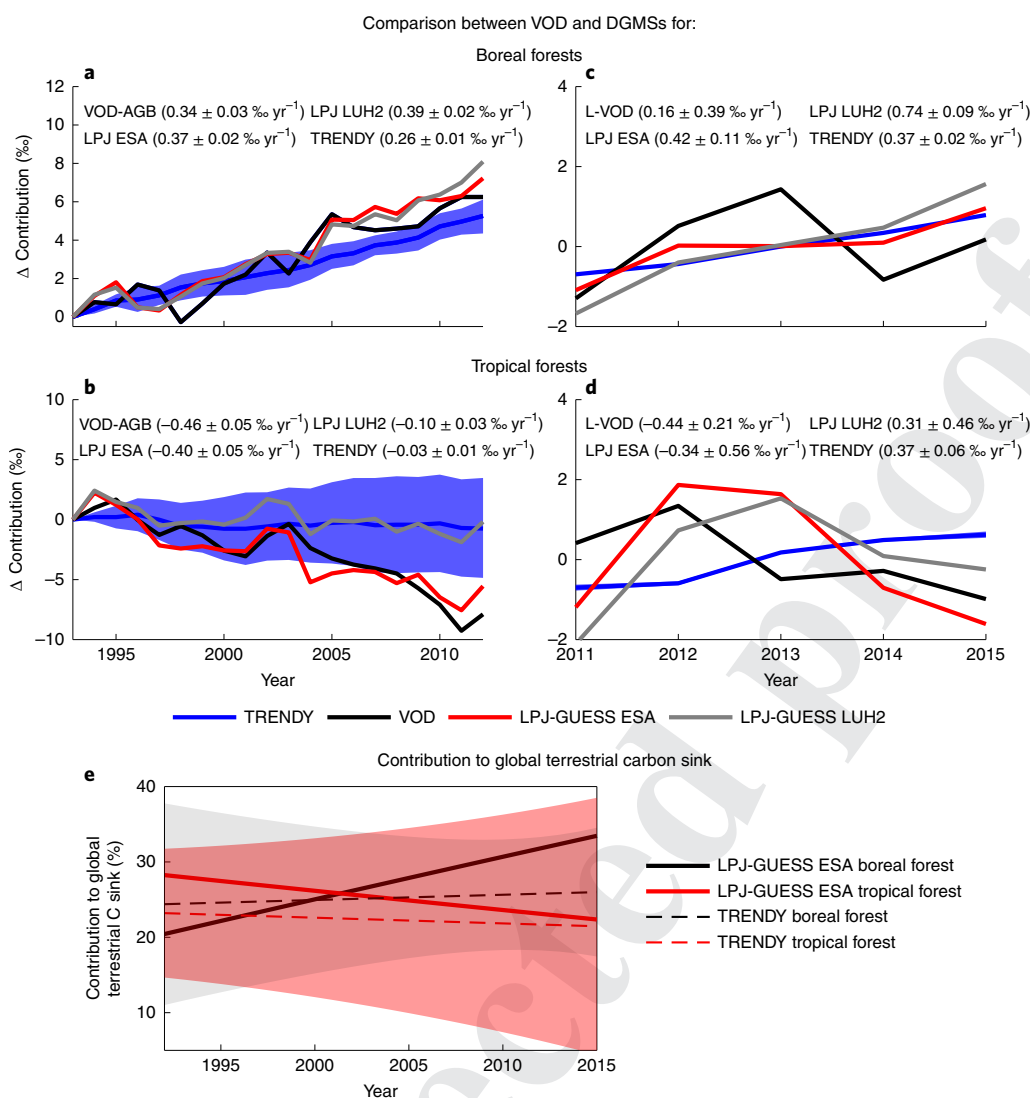 Comparison between VOD and DGMSs for:
Boreal forests
a
VOD-AGB (0.34 ± 0.03 ‰ yr⁻¹) LPJ LUH2 (0.39 ± 0.02 ‰ yr⁻¹)
LPJ ESA (0.37 ± 0.02 ‰ yr⁻¹) TRENDY (0.26 ± 0.01 ‰ yr⁻¹)
Δ Contribution (‰)
12
10
8
6
4
2
0
c
L-VOD (0.16 ± 0.39 ‰ yr⁻¹) LPJ LUH2 (0.74 ± 0.09 ‰ yr⁻¹)
LPJ ESA (0.42 ± 0.11 ‰ yr⁻¹) TRENDY (0.37 ± 0.02 ‰ yr⁻¹)
4
2
0
−2
Tropical forests
b
VOD-AGB (−0.46 ± 0.05 ‰ yr⁻¹) LPJ LUH2 (−0.10 ± 0.03 ‰ yr⁻¹)
LPJ ESA (−0.40 ± 0.05 ‰ yr⁻¹) TRENDY (−0.03 ± 0.01 ‰ yr⁻¹)
Δ Contribution (‰)
10
5
0
−5
−10
1995 2000 2005 2010
Year
d
L-VOD (−0.44 ± 0.21 ‰ yr⁻¹) LPJ LUH2 (0.31 ± 0.46 ‰ yr⁻¹)
LPJ ESA (−0.34 ± 0.56 ‰ yr⁻¹) TRENDY (0.37 ± 0.06 ‰ yr⁻¹)
4
2
0
−2
2011 2012 2013 2014 2015
Year
TRENDY VOD LPJ-GUESS ESA LPJ-GUESS LUH2
Contribution to global terrestrial carbon sink
e
Contribution to global
terrestrial C sink (%)
40
30
20
10
1995 2000 2005 2010 2015
Year
LPJ-GUESS ESA boreal forest
LPJ-GUESS ESA tropical forest
TRENDY boreal forest
TRENDY tropical forest
cted proof